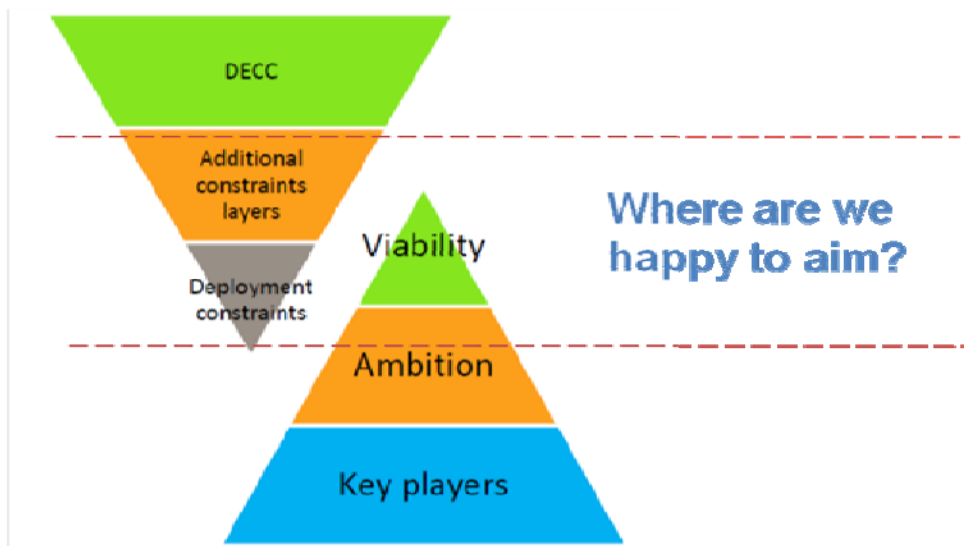 DECC
Additional
constraints
layers
Deployment
constraints
Viability
Ambition
Key players
Where are we
happy to aim?